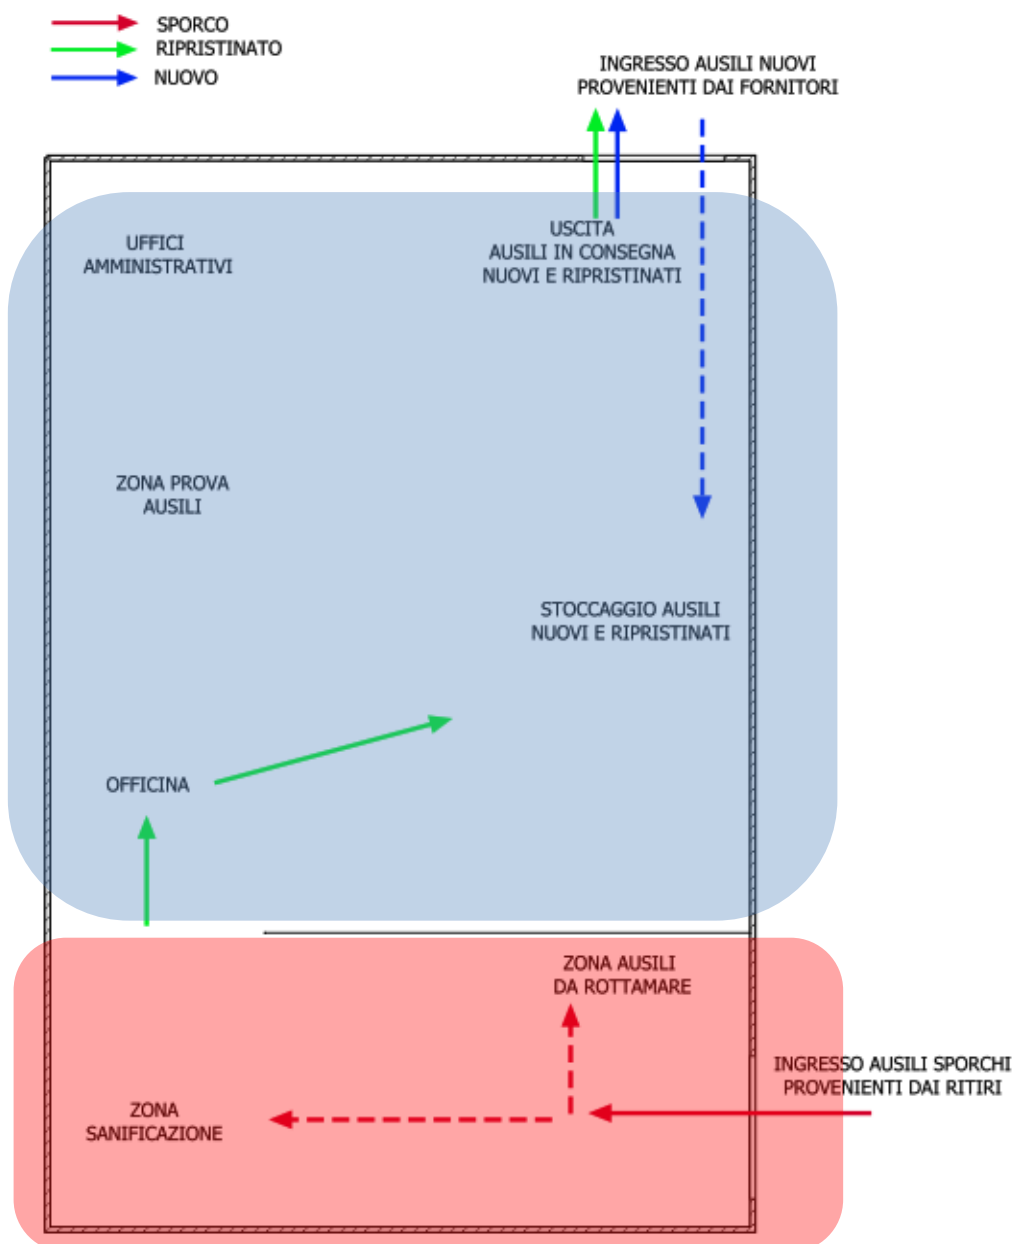 SPORCO
RIPRISTINATO
NUOVO
INGRESSO AUSILI NUOVI
PROVENIENTI DAI FORNITORI
UFFICI
AMMINISTRATIVI
USCITA
AUSILI IN CONSEGNA
NUOVI E RIPRISTINATI
ZONA PROVA
AUSILI
STOCCAGGIO AUSILI
NUOVI E RIPRISTINATI
OFFICINA
ZONA AUSILI
DA ROTTAMARE
INGRESSO AUSILI SPORCHI
PROVENIENTI DAI RITIRI
ZONA
SANIFICAZIONE